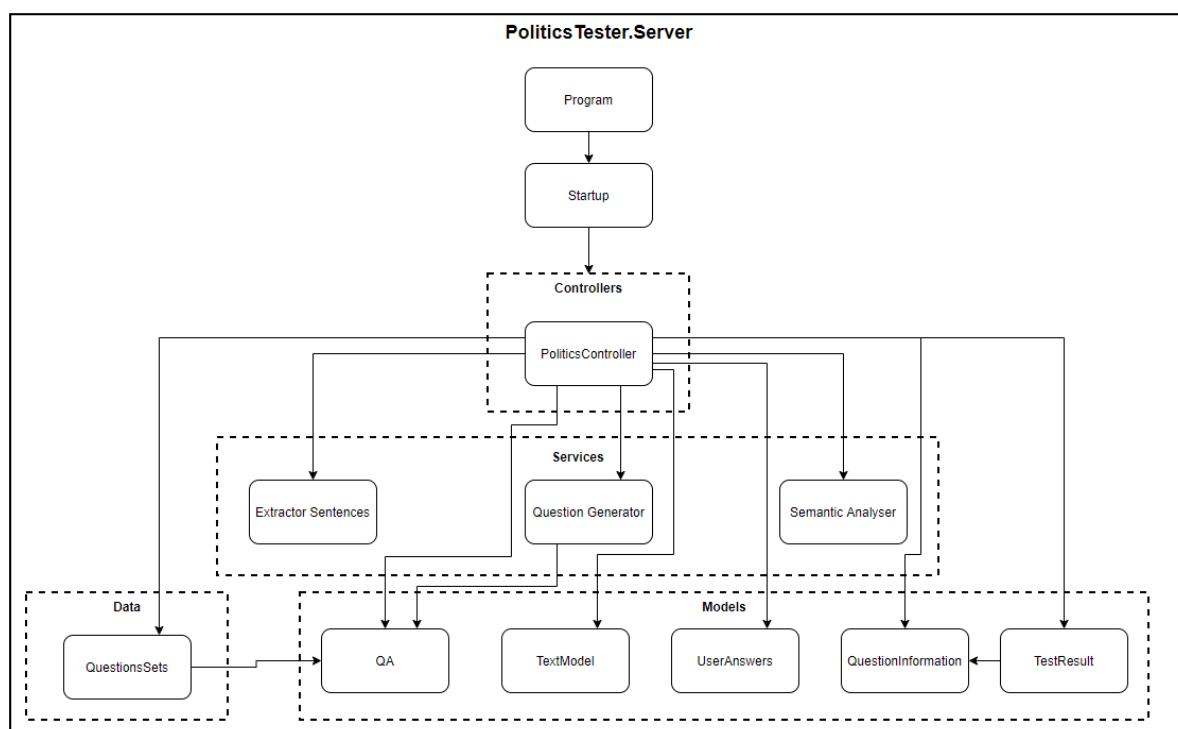 PoliticsTester.Server
Program
Startup
Controllers
PoliticsController
Services
Extractor Sentences
Question Generator
Semantic Analyser
Data
Models
QuestionsSets
QA
TextModel
UserAnswers
QuestionInformation
TestResult